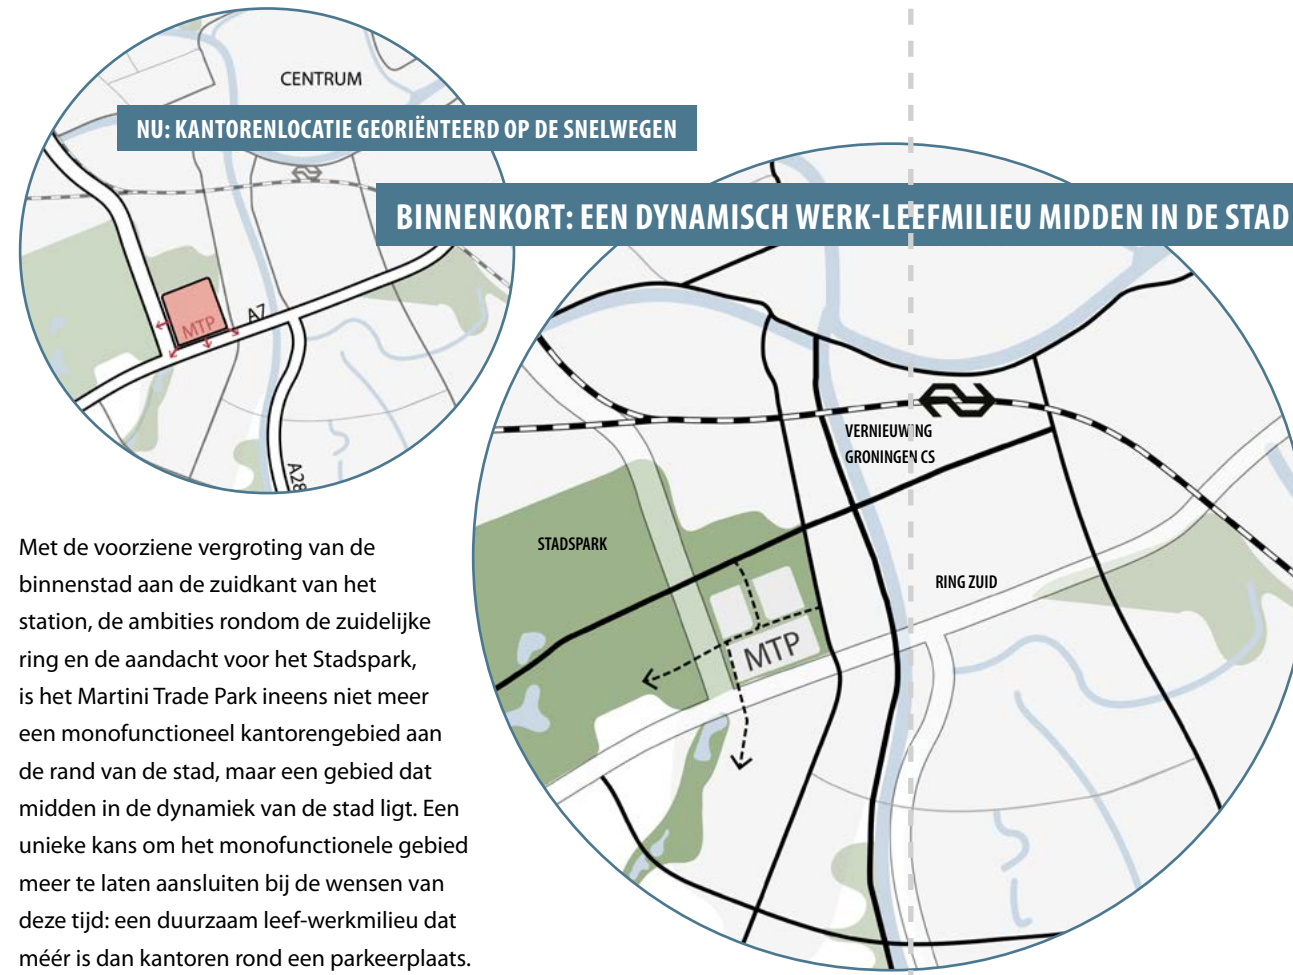 CENTRUM
NU: KANTORENLOCATIE GEORIËNTEERD OP DE SNELWEGEN
BINNENKORT: EEN DYNAMISCH WERK-LEEFMILIEU MIDDEN IN DE STAD
MTP
A7
A28
VERNIEUWING
GRONINGEN CS
STADSPARK
RING ZUID
MTP
Met de voorziene vergroting van de
binnenstad aan de zuidkant van het
station, de ambities rondom de zuidelijke
ring en de aandacht voor het Stadspark,
is het Martini Trade Park ineens niet meer
een monofunctioneel kantorengebied aan
de rand van de stad, maar een gebied dat
midden in de dynamiek van de stad ligt. Een
unieke kans om het monofunctionele gebied
meer te laten aansluiten bij de wensen van
deze tijd: een duurzaam leef-werkmilieu dat
méér is dan kantoren rond een parkeerplaats.